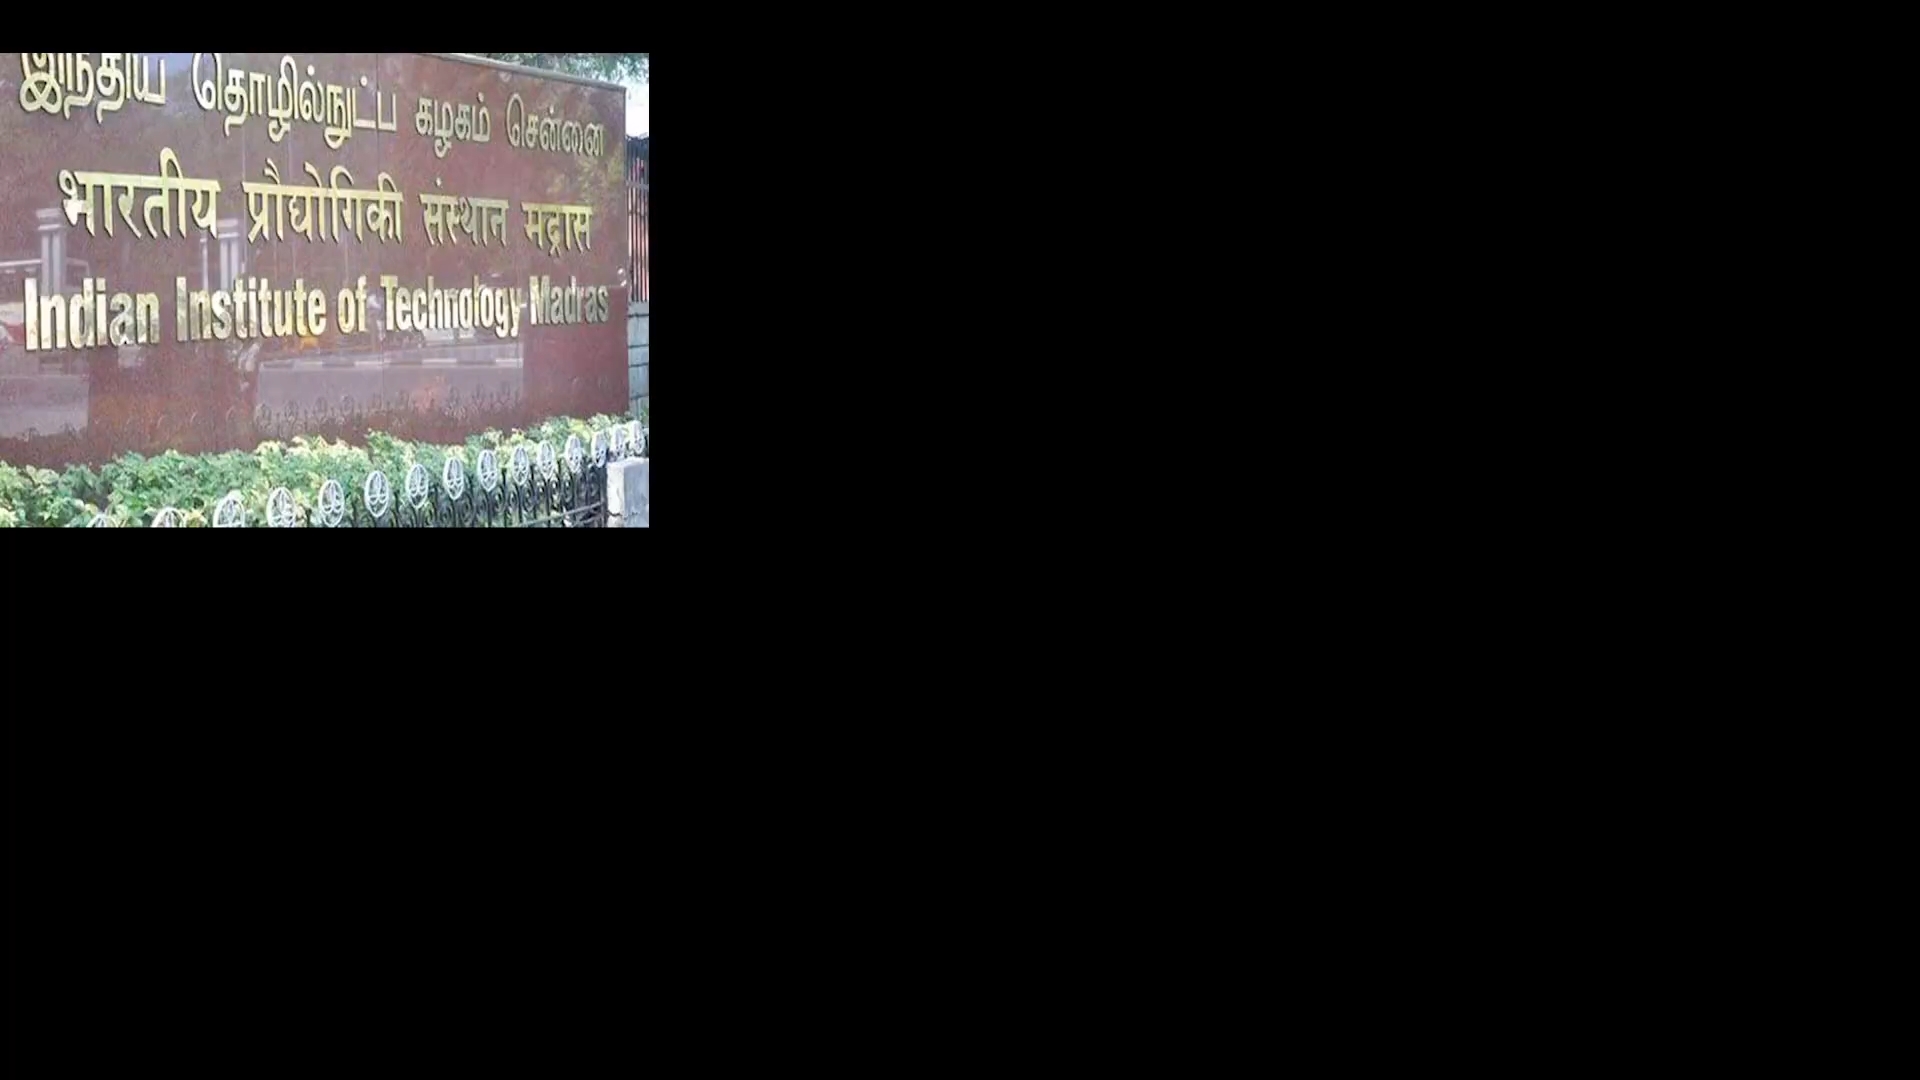 இந்திய தொழில்நுட்ப கழகம் சென்னை
भारतीय प्रौद्योगिकी संस्थान मद्रास
Indian Institute of Technology-Madras